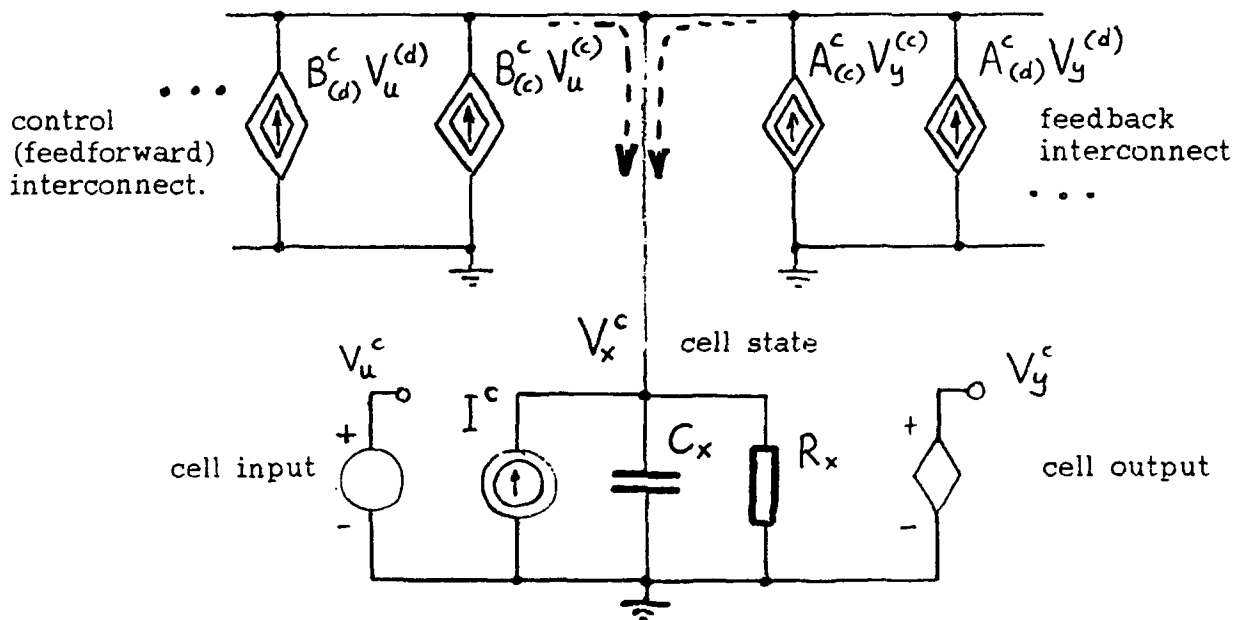 B^c_(d) V_u^(d)
B^c_(c) V_u^(c)
A^c_(c) V_y^(c)
A^c_(d) V_y^(d)
control
(feedforward)
interconnect.
feedback
interconnect
V_x^c
cell state
V_u^c
I^c
C_x
R_x
V_y^c
+
+
cell input
cell output
-
-